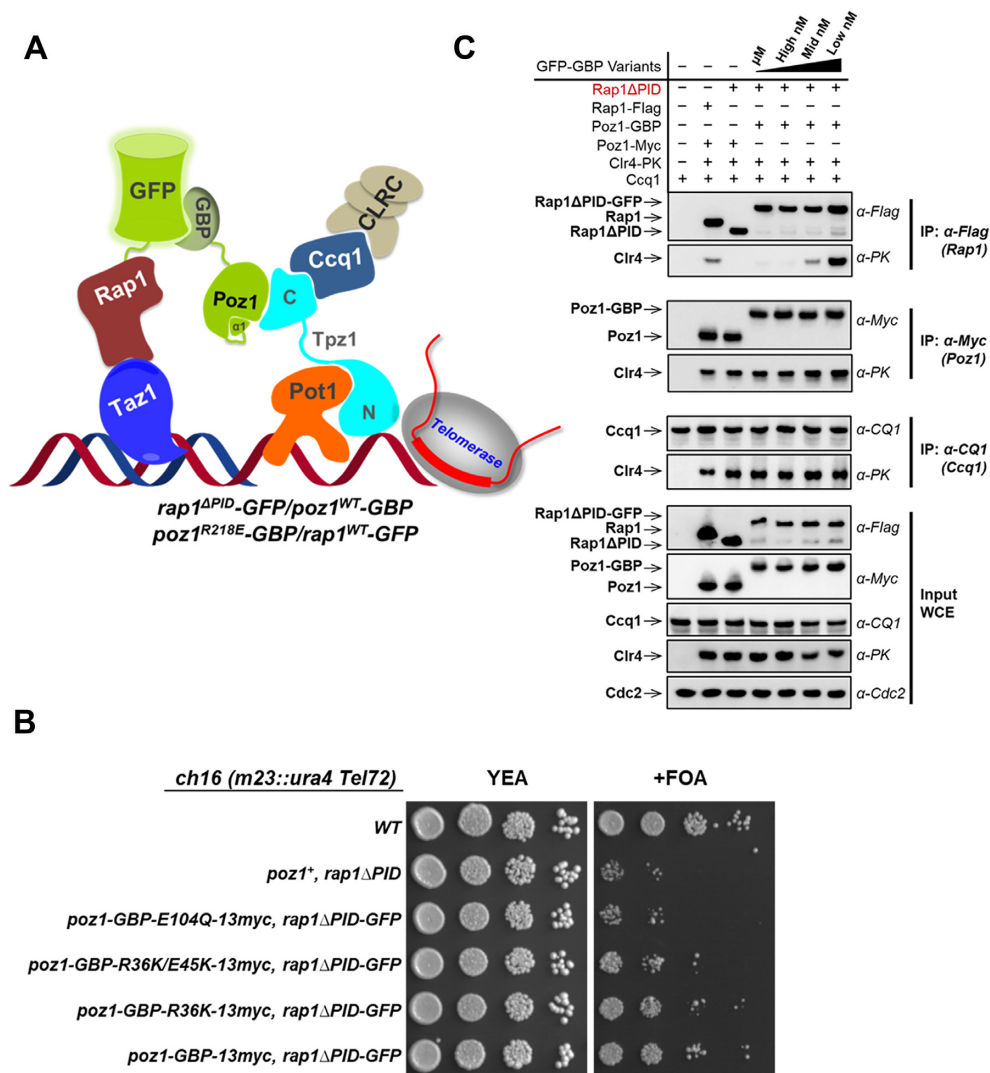 A
GFP
GBP
Rap1
Poz1
α1
C
Ccq1
CLRC
Tpz1
Taz1
Pot1
N
Telomerase
rap1ΔPID-GFP/poz1WT-GBP
poz1R218E-GBP/rap1WT-GFP
C
μM
High nM
Mid nM
Low nM
GFP-GBP Variants – – –
Rap1ΔPID – – + + + + +
Rap1-Flag – + – – – – –
Poz1-GBP – – – + + + +
Poz1-Myc – + + – – – –
Clr4-PK – + + + + + +
Ccq1 + + + + + + +
Rap1ΔPID-GFP→
Rap1→
Rap1ΔPID→
α-Flag
Clr4→
α-PK
IP: α-Flag
(Rap1)
Poz1-GBP→
Poz1→
α-Myc
Clr4→
α-PK
IP: α-Myc
(Poz1)
Ccq1→
α-CQ1
Clr4→
α-PK
IP: α-CQ1
(Ccq1)
Rap1ΔPID-GFP→
Rap1→
Rap1ΔPID→
α-Flag
Poz1-GBP→
Poz1→
α-Myc
Ccq1→
α-CQ1
Clr4→
α-PK
Cdc2→
α-Cdc2
Input
WCE
B
ch16 (m23::ura4 Tel72)
YEA
+FOA
WT
poz1+, rap1ΔPID
poz1-GBP-E104Q-13myc, rap1ΔPID-GFP
poz1-GBP-R36K/E45K-13myc, rap1ΔPID-GFP
poz1-GBP-R36K-13myc, rap1ΔPID-GFP
poz1-GBP-13myc, rap1ΔPID-GFP